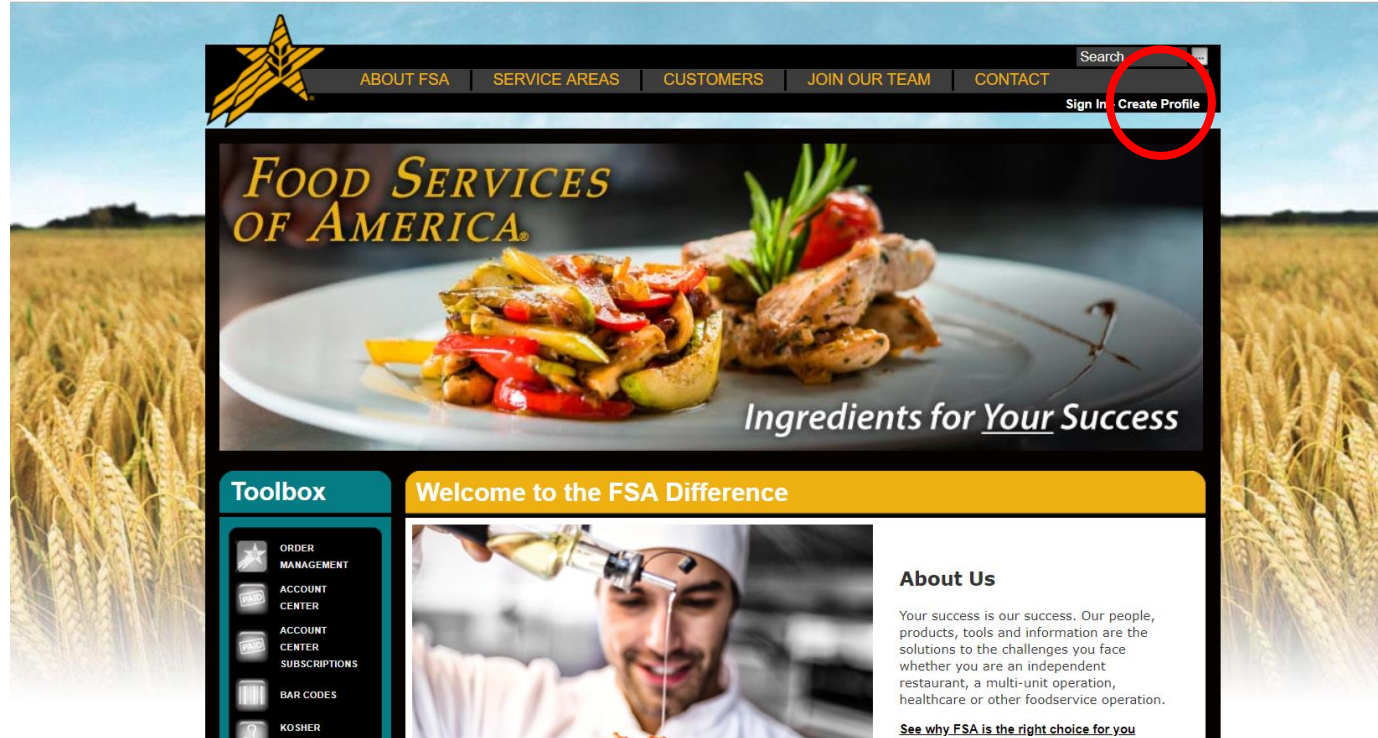 Search
...
ABOUT FSA
SERVICE AREAS
CUSTOMERS
JOIN OUR TEAM
CONTACT
Sign In
Create Profile
FOOD SERVICES
OF AMERICA®
Ingredients for Your Success
Toolbox
Welcome to the FSA Difference
ORDER
MANAGEMENT
PAID
ACCOUNT
CENTER
PAID
ACCOUNT
CENTER
SUBSCRIPTIONS
BAR CODES
KOSHER
About Us
Your success is our success. Our people,
products, tools and information are the
solutions to the challenges you face
whether you are an independent
restaurant, a multi-unit operation,
healthcare or other foodservice operation.
See why FSA is the right choice for you